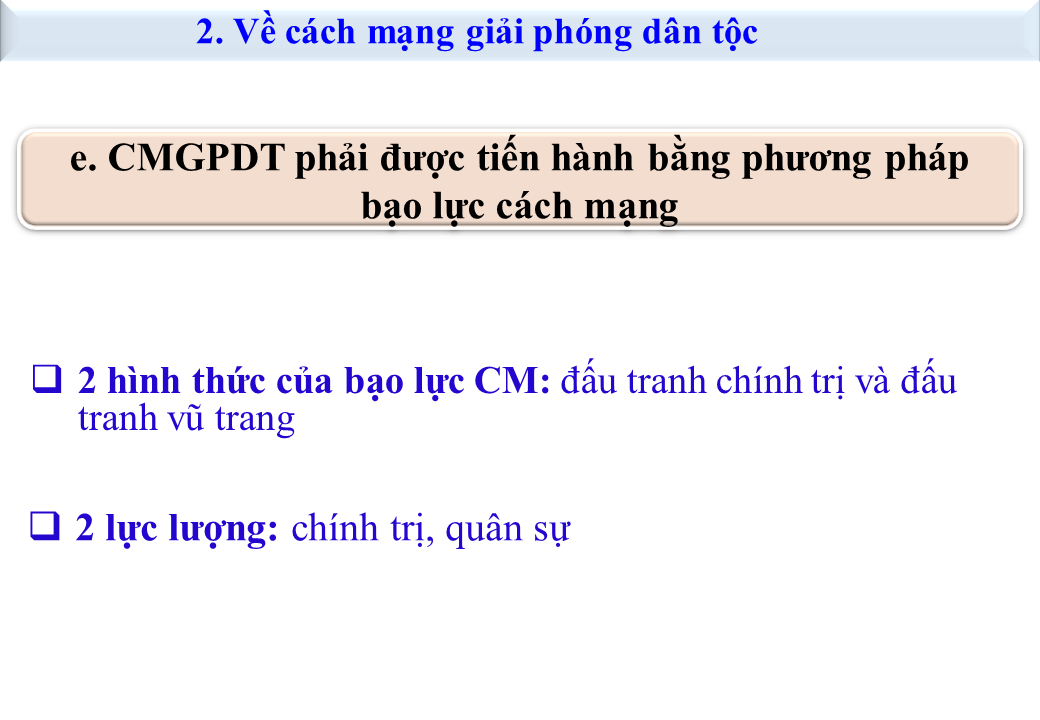 2. Về cách mạng giải phóng dân tộc
e. CMGPDT phải được tiến hành bằng phương pháp
bạo lực cách mạng
❑ 2 hình thức của bạo lực CM: đấu tranh chính trị và đấu
tranh vũ trang
❑ 2 lực lượng: chính trị, quân sự